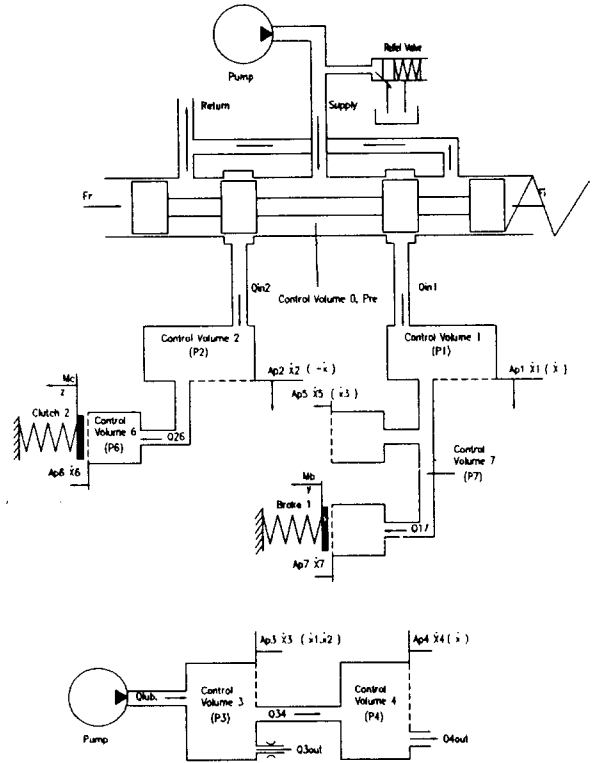 Pump
Relief Valve
Return
Supply
Fr
Fi
Qin2
Control Volume 0, Pre
Qin1
Control Volume 2
(P2)
Control Volume 1
(P1)
Ap2 Ẋ2 ( -ẋ )
Ap1 Ẋ1 ( ẋ )
Mc
z
Ap5 Ẋ5 ( ẋ3 )
Clutch 2
Control
Volume 6
(P6)
Q26
Ap6 Ẋ6
Control
Volume 7
(P7)
Mb
y
Brake 1
Q17
Ap7 Ẋ7
Ap3 Ẋ3 ( ẋ1,ẋ2 )
Ap4 Ẋ4 ( ẋ )
Qlub.
Control
Volume 3
(P3)
Q34
Control
Volume 4
(P4)
Pump
Q3out
Q4out